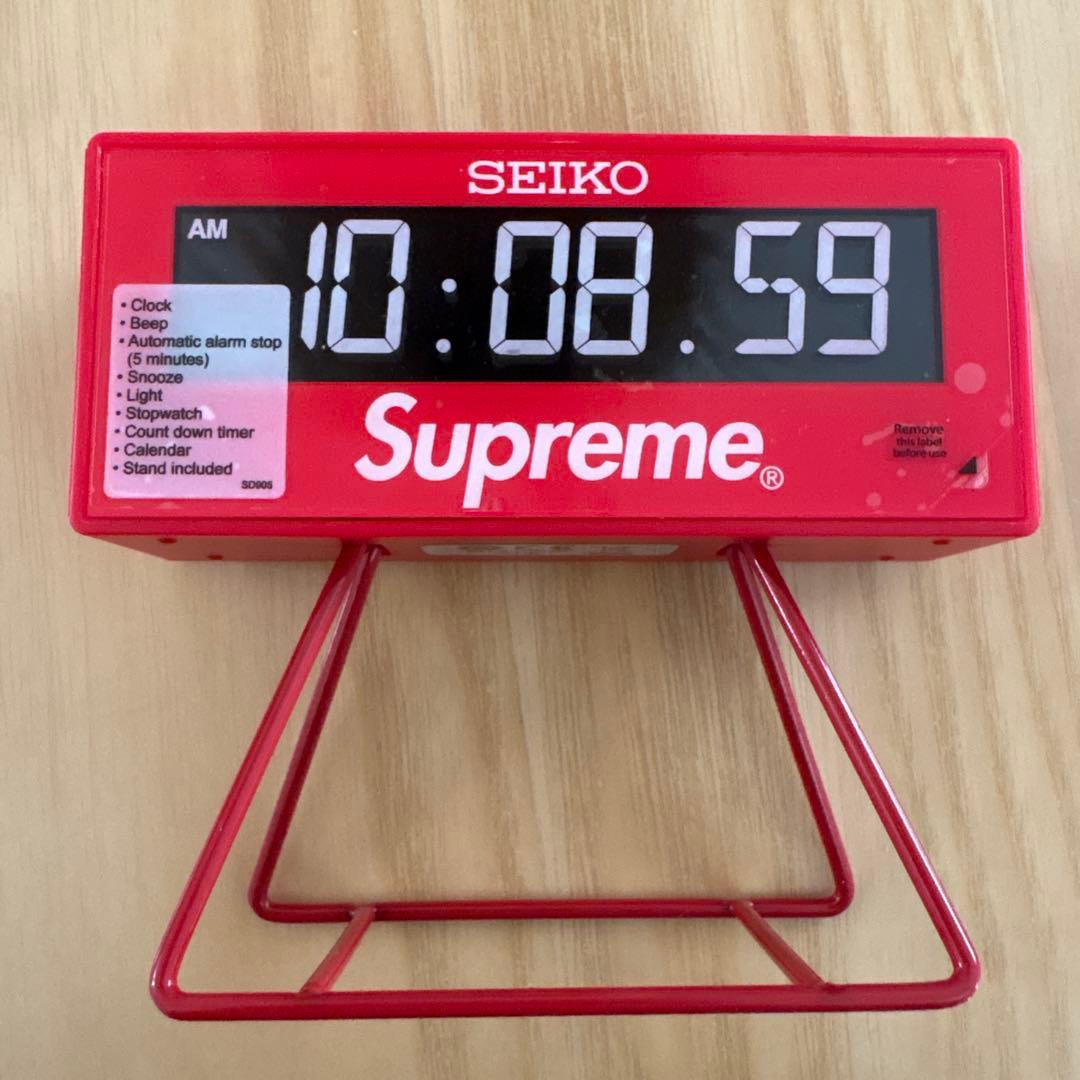 SEIKO
AM
10:08.59
• Clock
• Beep
• Automatic alarm stop
(5 minutes)
• Snooze
• Light
• Stopwatch
• Count down timer
• Calendar
• Stand included
SD905
Supreme®
Remove
this label
before use